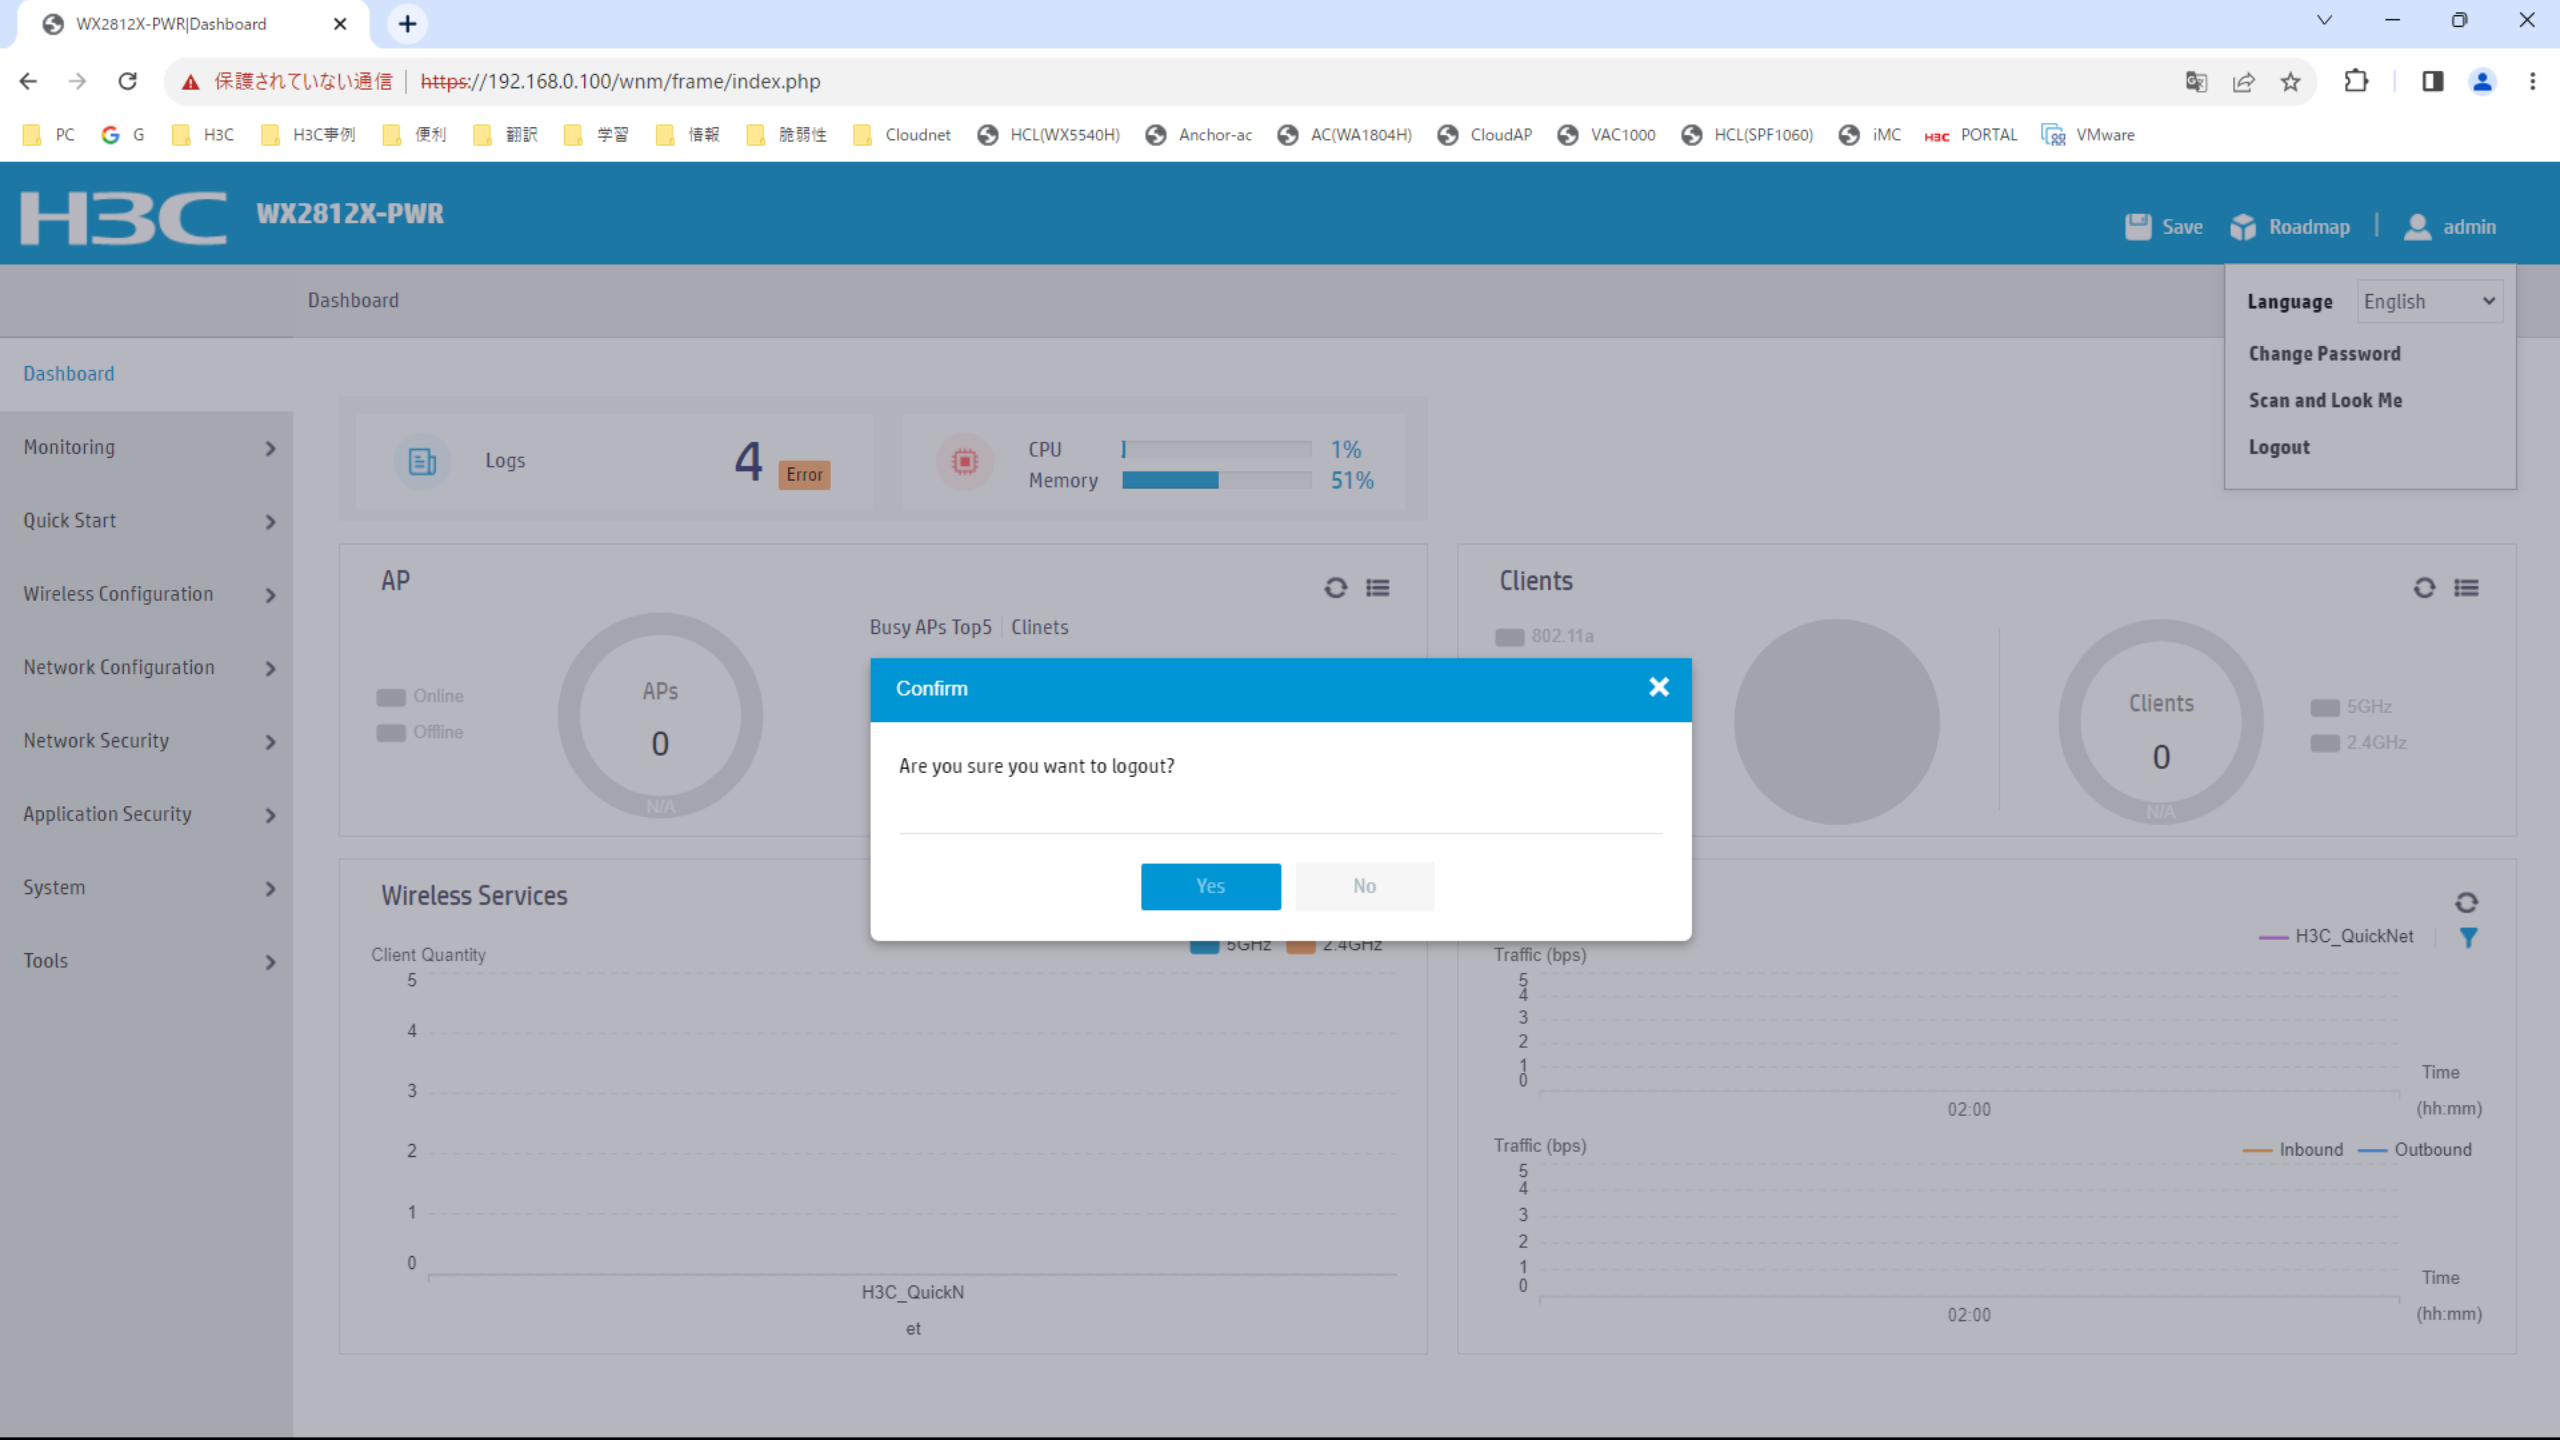 WX2812X-PWR|Dashboard
保護されていない通信 https://192.168.0.100/wnm/frame/index.php
PC G H3C H3C事例 便利 翻訳 学習 情報 脆弱性 Cloudnet HCL(WX5540H) Anchor-ac AC(WA1804H) CloudAP VAC1000 HCL(SPF1060) iMC H3C PORTAL VMware
H3C WX2812X-PWR
Save Roadmap | admin
Dashboard
Language English
Change Password
Scan and Look Me
Logout
Dashboard
Monitoring
Quick Start
Wireless Configuration
Network Configuration
Network Security
Application Security
System
Tools
Logs 4 Error
CPU 1%
Memory 51%
AP
Busy APs Top5 Clinets
Online
Offline
APs
0
N/A
Clients
802.11a
Clients
0
N/A
5GHz
2.4GHz
Confirm
Are you sure you want to logout?
Yes No
Wireless Services
5GHz 2.4GHz
Client Quantity
5
4
3
2
1
0
H3C_QuickN
et
H3C_QuickNet
Traffic (bps)
5
4
3
2
1
0
02:00
Time
(hh:mm)
Traffic (bps)
Inbound Outbound
5
4
3
2
1
0
02:00
Time
(hh:mm)